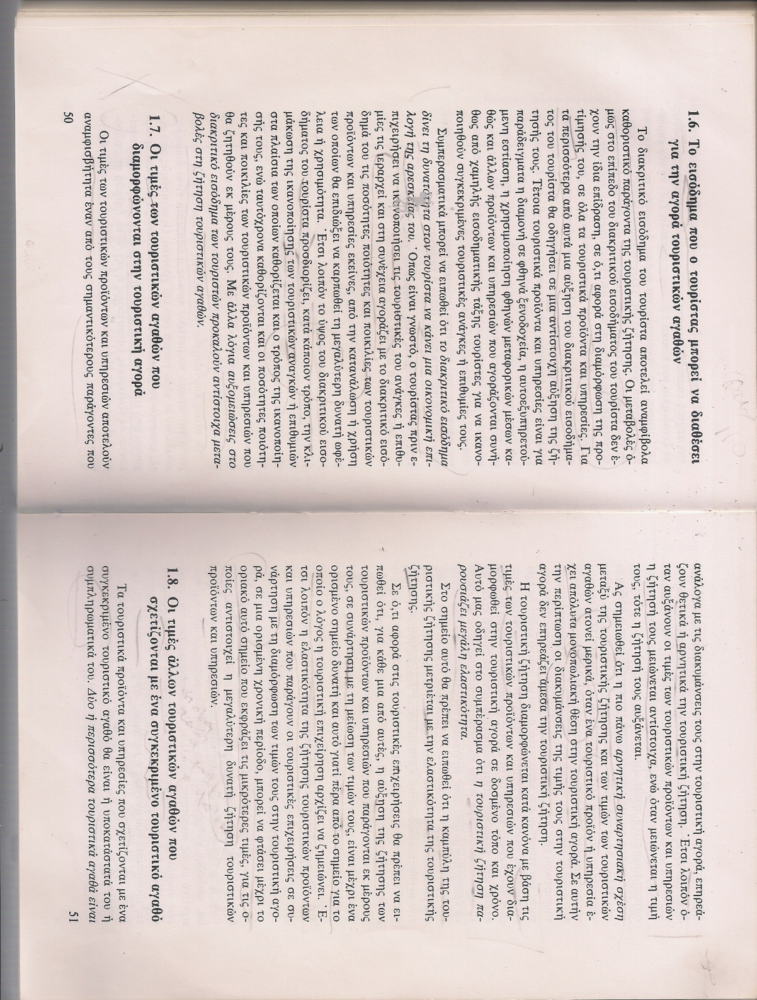 1.6. Το εισόδημα που ο τουρίστας μπορεί να διαθέσει
για την αγορά τουριστικών αγαθών
Το διακριτικό εισόδημα του τουρίστα αποτελεί αναμφίβολα
καθοριστικό παράγοντα της τουριστικής ζήτησης. Οι μεταβολές ό-
μως στο επίπεδο του διακριτικού εισοδήματος του τουρίστα δεν έ-
χουν την ίδια επίδραση, σε ό,τι αφορά στη διαμόρφωση της προ-
τίμησής του, σε όλα τα τουριστικά προϊόντα και υπηρεσίες. Για
τα περισσότερα από αυτά μια αύξηση του διακριτικού εισοδήμα-
τος του τουρίστα θα οδηγήσει σε μια αντίστοιχη αύξηση της ζή-
τησής τους. Τέτοια τουριστικά προϊόντα και υπηρεσίες είναι για
παράδειγμα η διαμονή σε φθηνά ξενοδοχεία, η αυτοεξυπηρετού-
μενη εστίαση, η χρησιμοποίηση φθηνών μεταφορικών μέσων κα-
θώς και άλλων προϊόντων και υπηρεσιών που αγοράζονται συνή-
θως από χαμηλής εισοδηματικής τάξης τουρίστες για να ικανο-
ποιηθούν συγκεκριμένες τουριστικές ανάγκες ή επιθυμίες τους.
Συμπερασματικά μπορεί να ειπωθεί ότι το διακριτικό εισόδημα
δίνει τη δυνατότητα στον τουρίστα να κάνει μια οικονομική επι-
λογή της αρεσκείας του. Όπως είναι γνωστό, ο τουρίστας πριν ε-
πιχειρήσει να ικανοποιήσει τις τουριστικές του ανάγκες ή επιθυ-
μίες τις ιεραρχεί και στη συνέχεια αγοράζει με το διακριτικό εισό-
δημά του τις ποσότητες ποιότητες και ποικιλίες των τουριστικών
προϊόντων και υπηρεσίες εκείνες, από την κατανάλωση ή χρήση
των οποίων θα επιδιώξει να καρπωθεί τη μεγαλύτερη δυνατή ωφέ-
λεια ή χρησιμότητα. Έτσι λοιπόν το ύψος του διακριτικού εισο-
δήματος του τουρίστα προσδιορίζει, κατά κάποιον τρόπο, την κλι-
μάκωση της ικανοποίησης των τουριστικών αναγκών ή επιθυμιών
στα πλαίσια των οποίων καθορίζεται και ο τρόπος της ικανοποίη-
σής τους, ενώ ταυτόχρονα καθορίζονται και οι ποσότητες ποιότη-
τες και ποικιλίες των τουριστικών προϊόντων και υπηρεσιών που
θα ζητηθούν εκ μέρους τους. Με άλλα λόγια αυξομειώσεις στο
διακριτικό εισόδημα των τουριστών προκαλούν αντίστοιχα μετα-
βολές στη ζήτηση τουριστικών αγαθών.
1.7. Οι τιμές των τουριστικών αγαθών που
διαμορφώνονται στην τουριστική αγορά
Οι τιμές των τουριστικών προϊόντων και υπηρεσιών αποτελούν
αναμφισβήτητα έναν από τους σημαντικότερους παράγοντες που
50
ανάλογα με τις διακυμάνσεις τους στην τουριστική αγορά, επηρεά-
ζουν θετικά ή αρνητικά την τουριστική ζήτηση. Έτσι λοιπόν ό-
ταν αυξάνουν οι τιμές των τουριστικών προϊόντων και υπηρεσιών
η ζήτησή τους μειώνεται αντίστοιχα, ενώ όταν μειώνεται η τιμή
τους, τότε η ζήτησή τους αυξάνεται.
Ας σημειωθεί ότι η πιο πάνω αρνητική συναρτησιακή σχέση
μεταξύ της τουριστικής ζήτησης και των τιμών των τουριστικών
αγαθών ατονεί μερικά, όταν ένα τουριστικό προϊόν ή υπηρεσία έ-
χει απόλυτα μονοπωλιακή θέση στην τουριστική αγορά. Σε αυτήν
την περίπτωση οι διακυμάνσεις της τιμής τους στην τουριστική
αγορά δεν επηρεάζει άμεσα την τουριστική ζήτηση.
Η τουριστική ζήτηση διαμορφώνεται κατά κανόνα με βάση τις
τιμές των τουριστικών προϊόντων και υπηρεσιών που έχουν δια-
μορφωθεί στην τουριστική αγορά σε δοσμένο τόπο και χρόνο.
Αυτό μας οδηγεί στο συμπέρασμα ότι η τουριστική ζήτηση πα-
ρουσιάζει μεγάλη ελαστικότητα.
Στο σημείο αυτό θα πρέπει να ειπωθεί ότι η καμπύλη της του-
ριστικής ζήτησης μετριέται με την ελαστικότητα της τουριστικής
ζήτησης.
Σε ό,τι αφορά στις τουριστικές επιχειρήσεις θα πρέπει να ει-
πωθεί ότι, για κάθε μια από αυτές, η αύξηση της ζήτησης των
τουριστικών προϊόντων και υπηρεσιών που παράγονται εκ μέρους
τους, σε συνάρτηση με τη μείωση των τιμών τους, είναι μέχρι ένα
ορισμένο σημείο δυνατή και αυτό γιατί πέρα από το σημείο για το
οποίο ο λόγος η τουριστική επιχείρηση αρχίζει να ζημειώνει. Έ-
τσι λοιπόν η ελαστικότητα της ζήτησης τουριστικών προϊόντων
και υπηρεσιών που παράγουν οι τουριστικές επιχειρήσεις σε συ-
νάρτηση με τη διαμόρφωση των τιμών τους στην τουριστική αγο-
ρά, σε μια ορισμένη χρονική περίοδο, μπορεί να φτάσει μέχρι το
οριακό αυτό σημείο που εκφράζει τις μικρότερες τιμές, για τις ο-
ποίες αντιστοιχεί η μεγαλύτερη δυνατή ζήτηση τουριστικών
προϊόντων και υπηρεσιών.
1.8. Οι τιμές άλλων τουριστικών αγαθών που
σχετίζονται με ένα συγκεκριμένο τουριστικό αγαθό
Τα τουριστικά προϊόντα και υπηρεσίες που σχετίζονται με ένα
συγκεκριμένο τουριστικό αγαθό θα είναι ή υποκατάστατά του ή
συμπληρωματικά του. Δύο ή περισσότερα τουριστικά αγαθά είναι
51